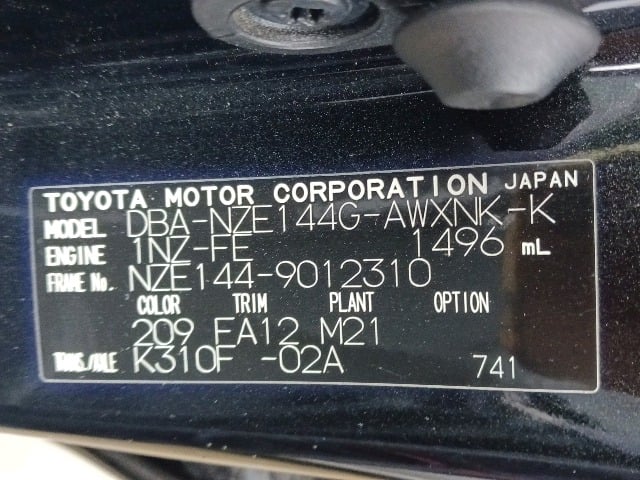 TOYOTA MOTOR CORPORATION JAPAN
MODEL DBA-NZE144G-AWXNK-K
ENGINE 1NZ-FE 1496 mL
FRAME No. NZE144-9012310
COLOR TRIM PLANT OPTION
209 FA12 M21
TRANS./AXLE K310F -02A 741